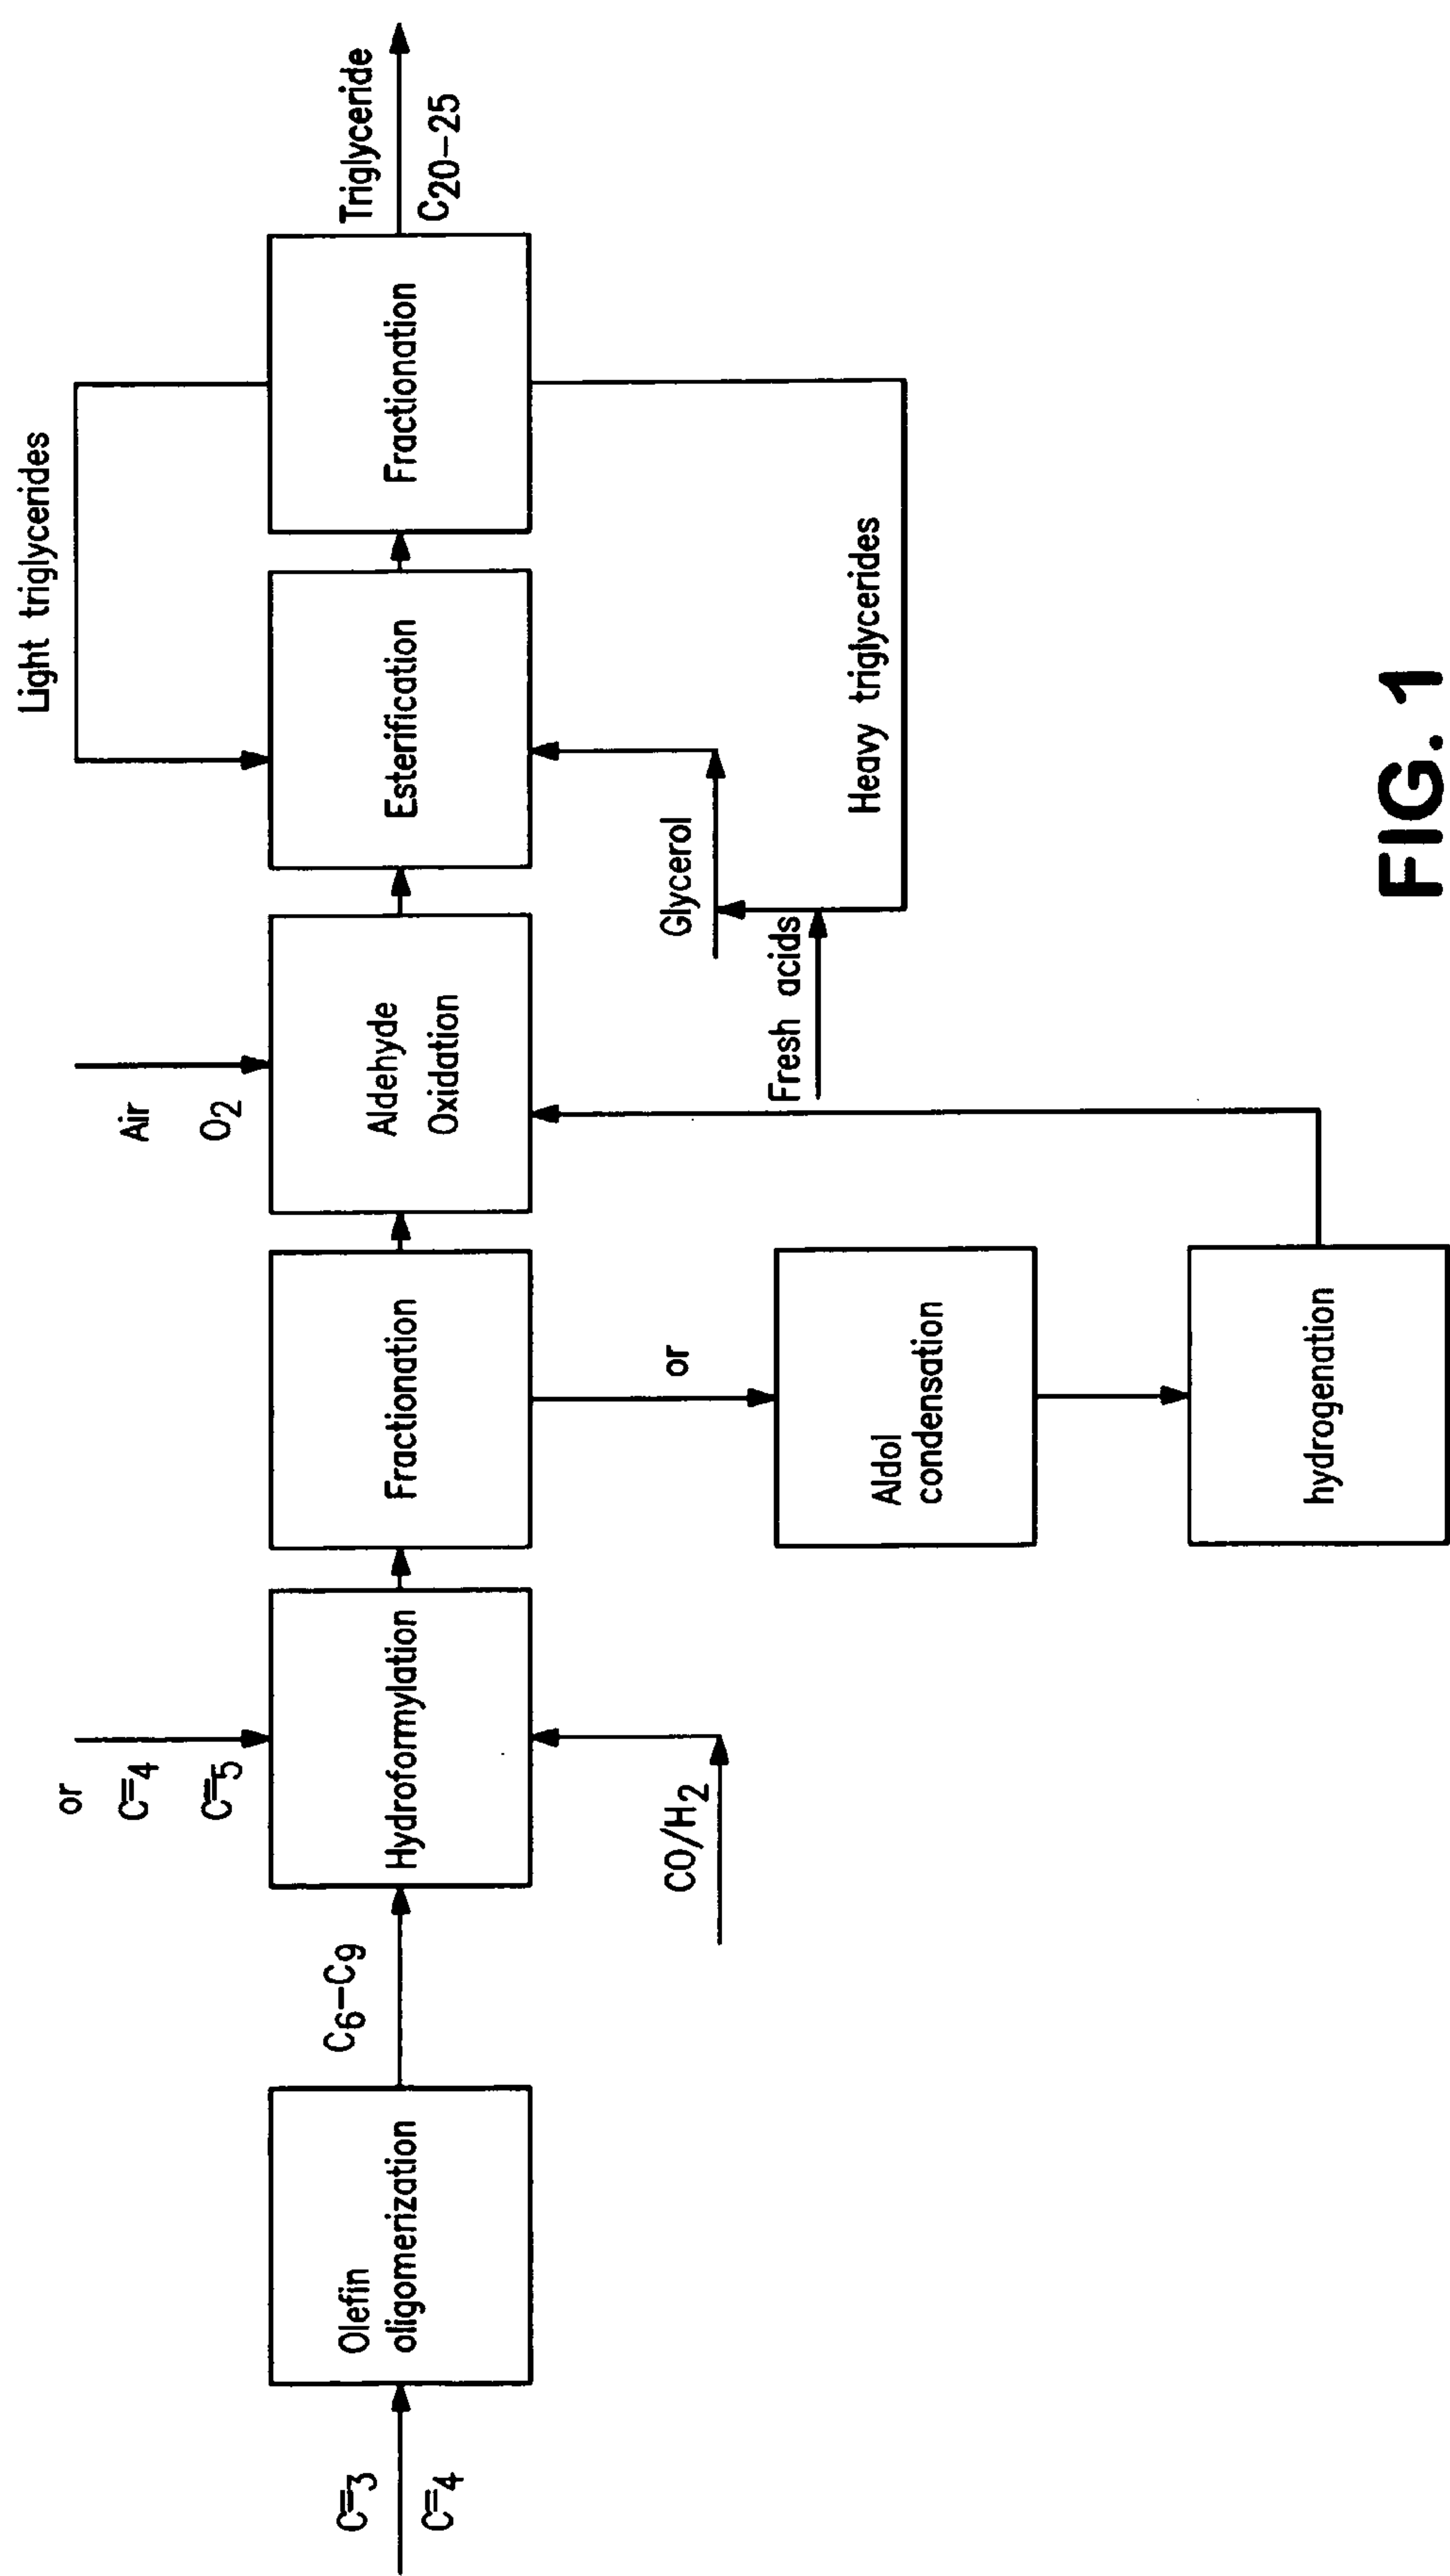 C=3
C=4
Olefin
oligomerization
C6–C9
or
C=4
C=5
Hydroformylation
CO/H2
Fractionation
or
Aldol
condensation
hydrogenation
Air
O2
Aldehyde
Oxidation
Fresh acids
Glycerol
Esterification
Light triglycerides
Heavy triglycerides
Fractionation
Triglyceride
C20–25
FIG. 1